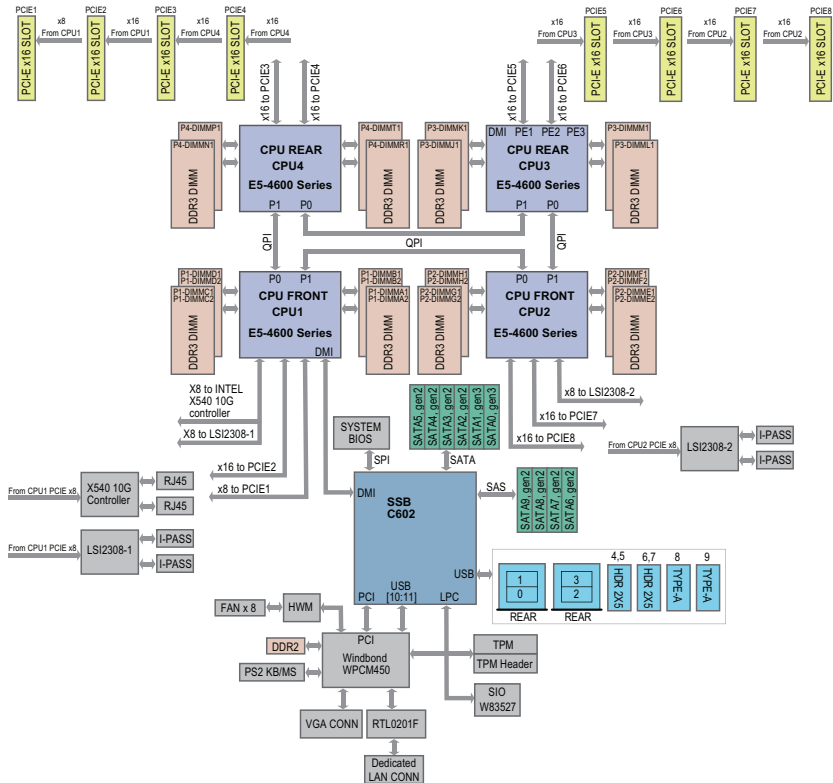 PCIE1
PCI-E x16 SLOT
x8
From CPU1
PCIE2
PCI-E x16 SLOT
x16
From CPU1
PCIE3
PCI-E x16 SLOT
x16
From CPU4
PCIE4
PCI-E x16 SLOT
x16
From CPU4
x16
From CPU3
PCIE5
PCI-E x16 SLOT
x16
From CPU3
PCIE6
PCI-E x16 SLOT
x16
From CPU2
PCIE7
PCI-E x16 SLOT
x16
From CPU2
PCIE8
PCI-E x16 SLOT
x16 to PCIE3
x16 to PCIE4
x16 to PCIE5
x16 to PCIE6
P4-DIMMP1
P4-DIMMN1
DDR3 DIMM
CPU REAR
CPU4
E5-4600 Series
P1 P0
P4-DIMMT1
P4-DIMMR1
DDR3 DIMM
P3-DIMMK1
P3-DIMMJ1
DDR3 DIMM
DMI PE1 PE2 PE3
CPU REAR
CPU3
E5-4600 Series
P1 P0
P3-DIMMM1
P3-DIMML1
DDR3 DIMM
QPI
QPI
QPI
P1-DIMMD1
P1-DIMMD2
P1-DIMMC1
P1-DIMMC2
DDR3 DIMM
P0 P1
CPU FRONT
CPU1
E5-4600 Series
DMI
P1-DIMMB1
P1-DIMMB2
P1-DIMMA1
P1-DIMMA2
DDR3 DIMM
P2-DIMMH1
P2-DIMMH2
P2-DIMMG1
P2-DIMMG2
DDR3 DIMM
P0 P1
CPU FRONT
CPU2
E5-4600 Series
P2-DIMMF1
P2-DIMMF2
P2-DIMME1
P2-DIMME2
DDR3 DIMM
X8 to INTEL
X540 10G
controller
X8 to LSI2308-1
x16 to PCIE2
x8 to PCIE1
x8 to LSI2308-2
x16 to PCIE7
x16 to PCIE8
SYSTEM
BIOS
SPI
SATA5, gen2
SATA4, gen2
SATA3, gen2
SATA2, gen2
SATA1, gen3
SATA0, gen3
SATA
From CPU2 PCIE x8
LSI2308-2
I-PASS
I-PASS
From CPU1 PCIE x8
X540 10G
Controller
RJ45
RJ45
From CPU1 PCIE x8
LSI2308-1
I-PASS
I-PASS
DMI
SSB
C602
SAS
SATA9, gen2
SATA8, gen2
SATA7, gen2
SATA6, gen2
USB
PCI
USB
[10:11]
LPC
1
0
REAR
3
2
REAR
4,5
HDR 2X5
6,7
HDR 2X5
8
TYPE-A
9
TYPE-A
FAN x 8
HWM
DDR2
PS2 KB/MS
PCI
Windbond
WPCM450
TPM
TPM Header
SIO
W83527
VGA CONN
RTL0201F
Dedicated
LAN CONN